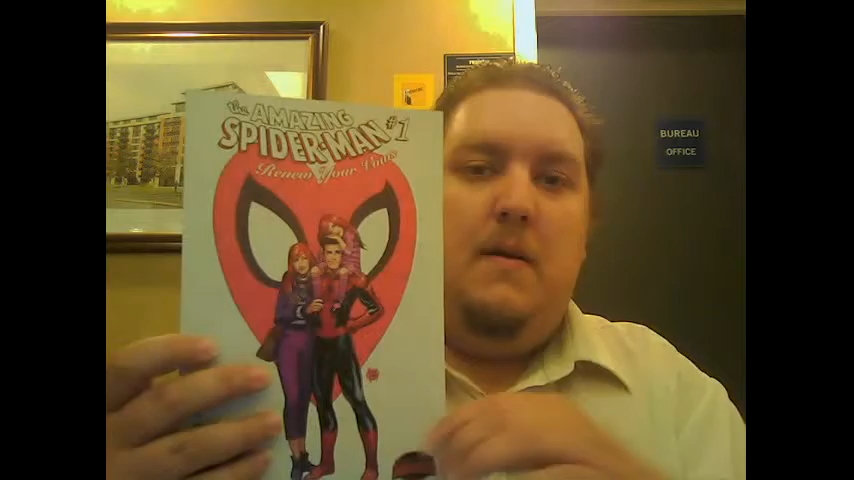 the AMAZING
SPIDER-MAN #1
Renew Your Vows
BUREAU
OFFICE